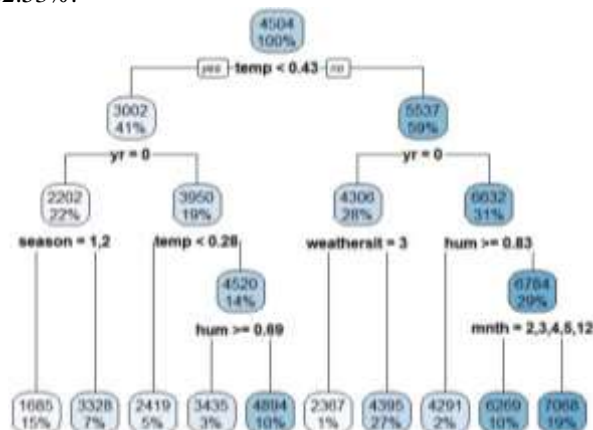 4504
100%
yes temp < 0.43 no
3002 5537
41% 59%
yr = 0 yr = 0
2202 3950 4306 6632
22% 19% 28% 31%
season = 1,2 temp < 0.28 weathersit = 3 hum >= 0.83
4520 6784
14% 29%
hum >= 0.69 mnth = 2,3,4,5,12
1685 3328 2419 3435 4894 2367 4395 4291 6269 7068
15% 7% 5% 3% 10% 1% 27% 2% 10% 19%